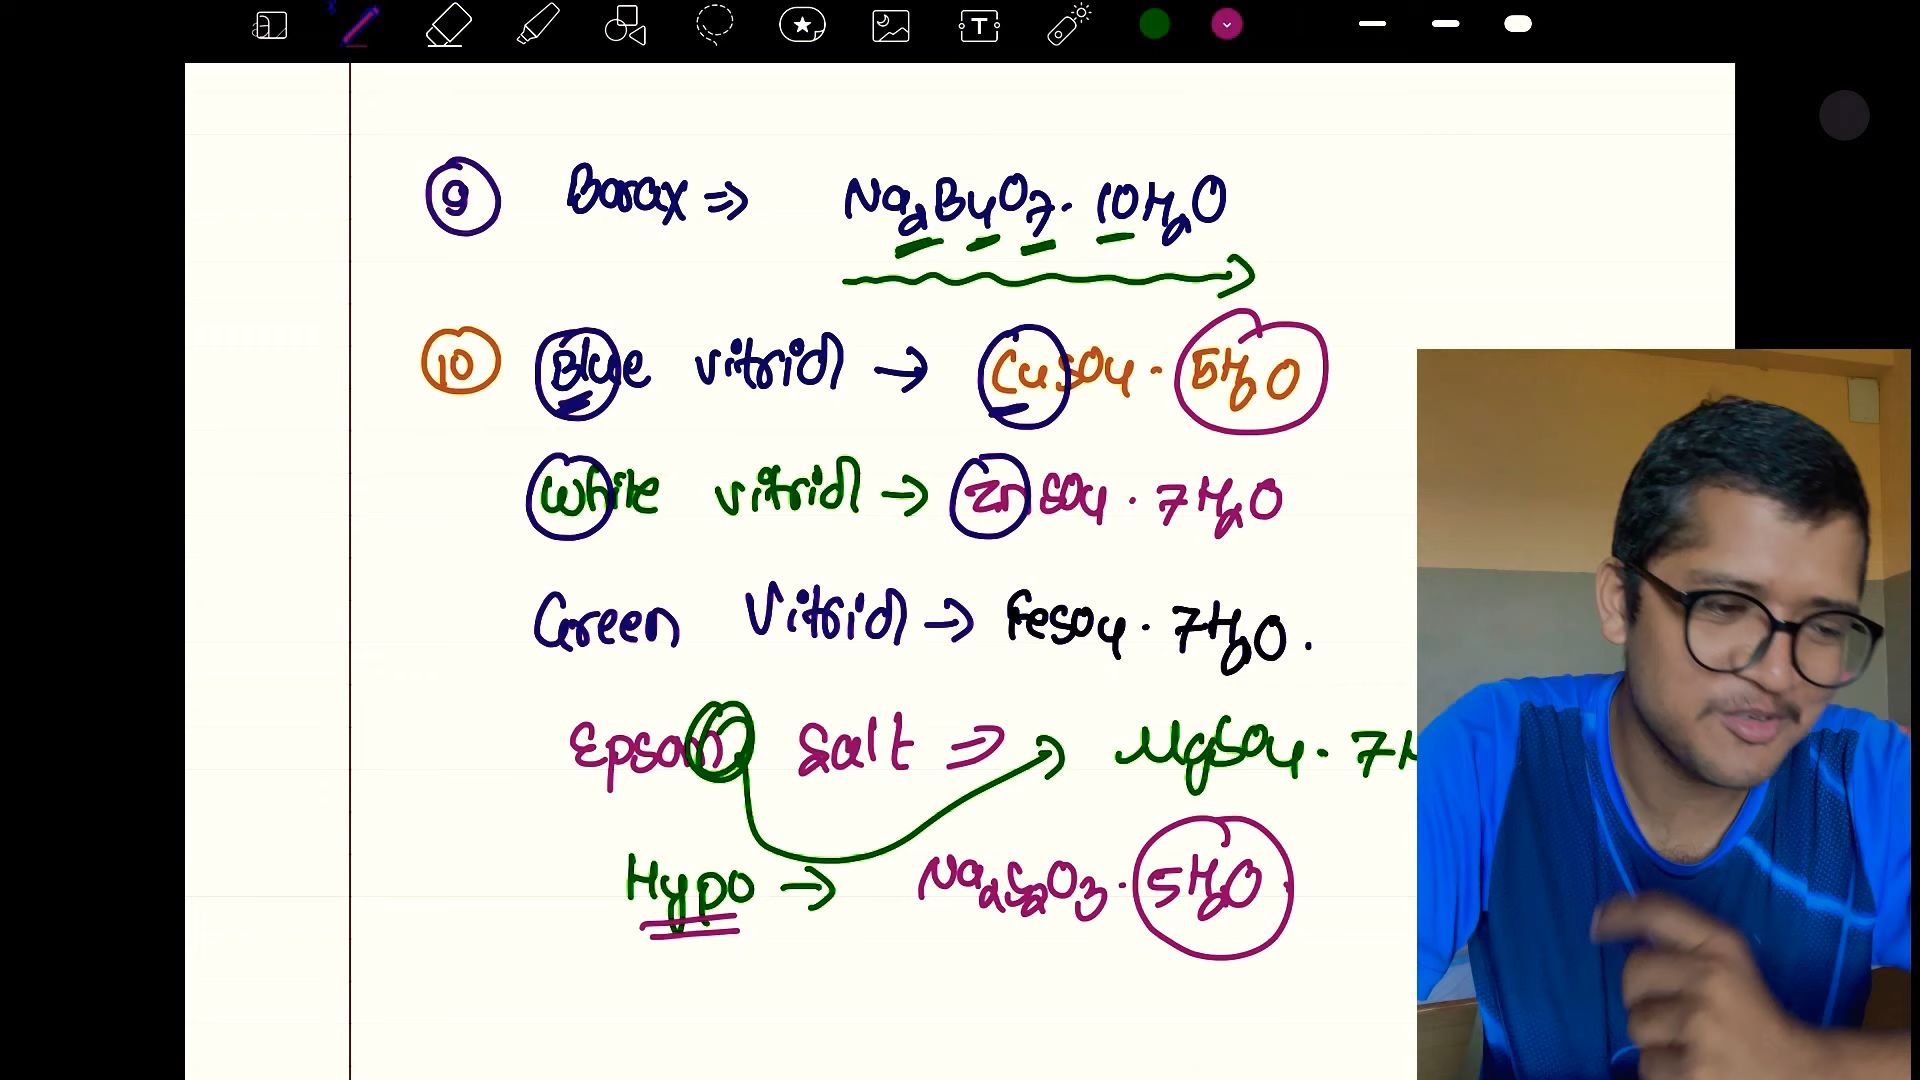 9 Borax ⇒ Na2B4O7. 10H2O
10 Blue vitriol → CuSO4 . 5H2O
White vitriol → ZnSO4 . 7H2O
Green Vitriol → FeSO4 . 7H2O.
Epsom Salt ⇒ MgSO4 . 7H
Hypo → Na2S2O3 . 5H2O